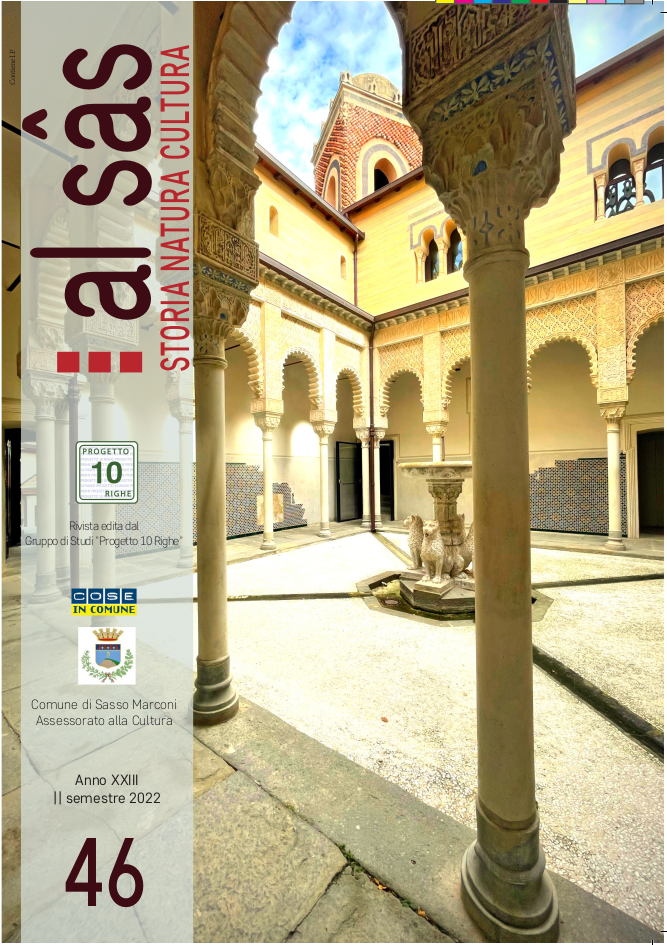 Contiene I.P.
al sâs
STORIA NATURA CULTURA
PROGETTO
10
RIGHE
Rivista edita dal
Gruppo di Studi "Progetto 10 Righe"
COSE
IN COMUNE
Comune di Sasso Marconi
Assessorato alla Cultura
Anno XXIII
|| semestre 2022
46